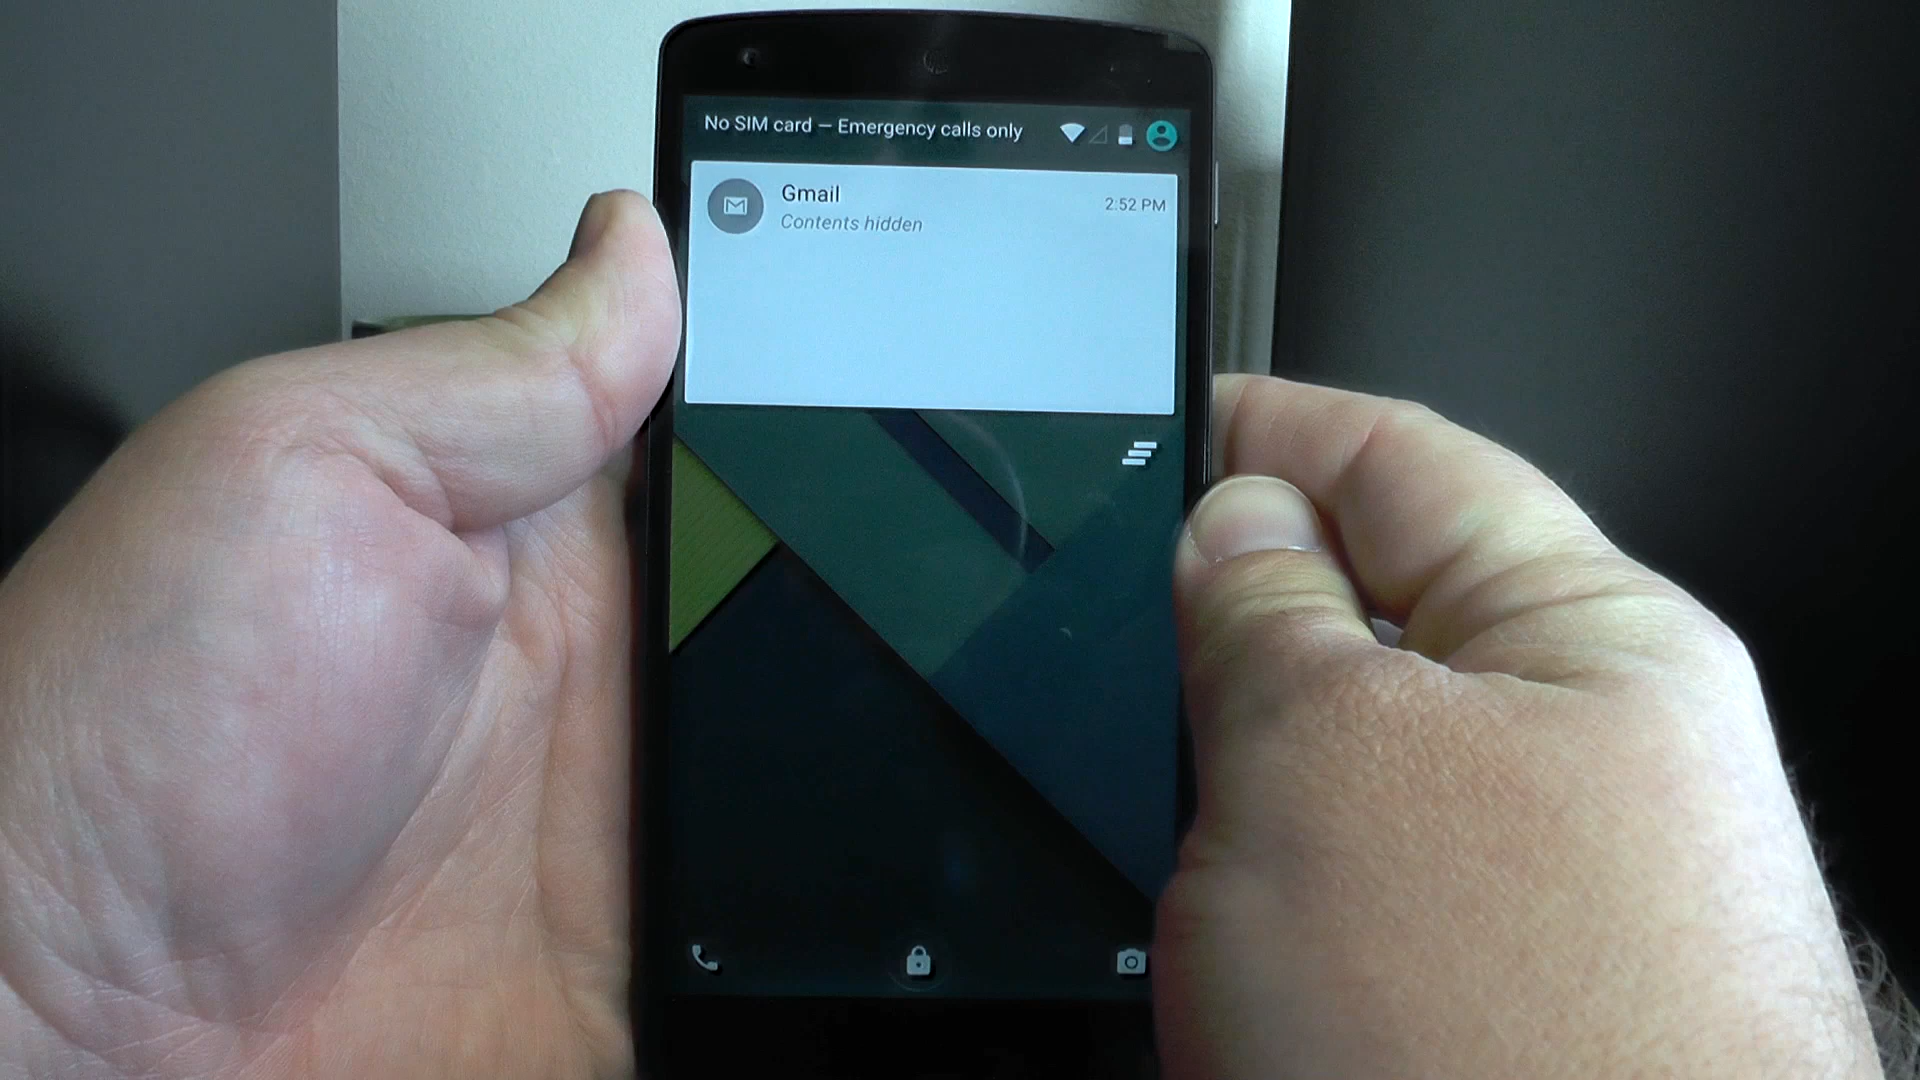 No SIM card — Emergency calls only
Gmail
2:52 PM
Contents hidden